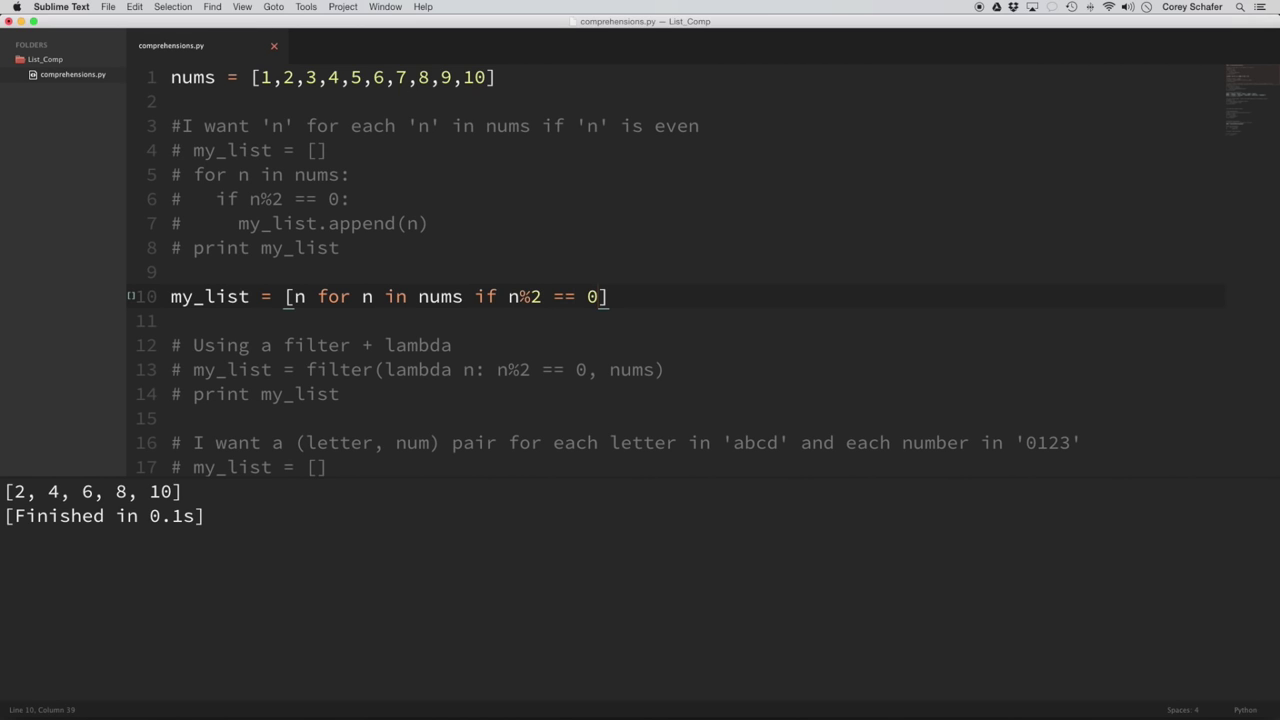 Sublime Text File Edit Selection Find View Goto Tools Project Window Help Corey Schafer
comprehensions.py — List_Comp
FOLDERS
List_Comp
comprehensions.py
comprehensions.py ×
1 nums = [1,2,3,4,5,6,7,8,9,10]
2
3 #I want 'n' for each 'n' in nums if 'n' is even
4 # my_list = []
5 # for n in nums:
6 #   if n%2 == 0:
7 #     my_list.append(n)
8 # print my_list
9
[]10 my_list = [n for n in nums if n%2 == 0]
11
12 # Using a filter + lambda
13 # my_list = filter(lambda n: n%2 == 0, nums)
14 # print my_list
15
16 # I want a (letter, num) pair for each letter in 'abcd' and each number in '0123'
17 # my_list = []
[2, 4, 6, 8, 10]
[Finished in 0.1s]
Line 10, Column 39 Spaces: 4 Python